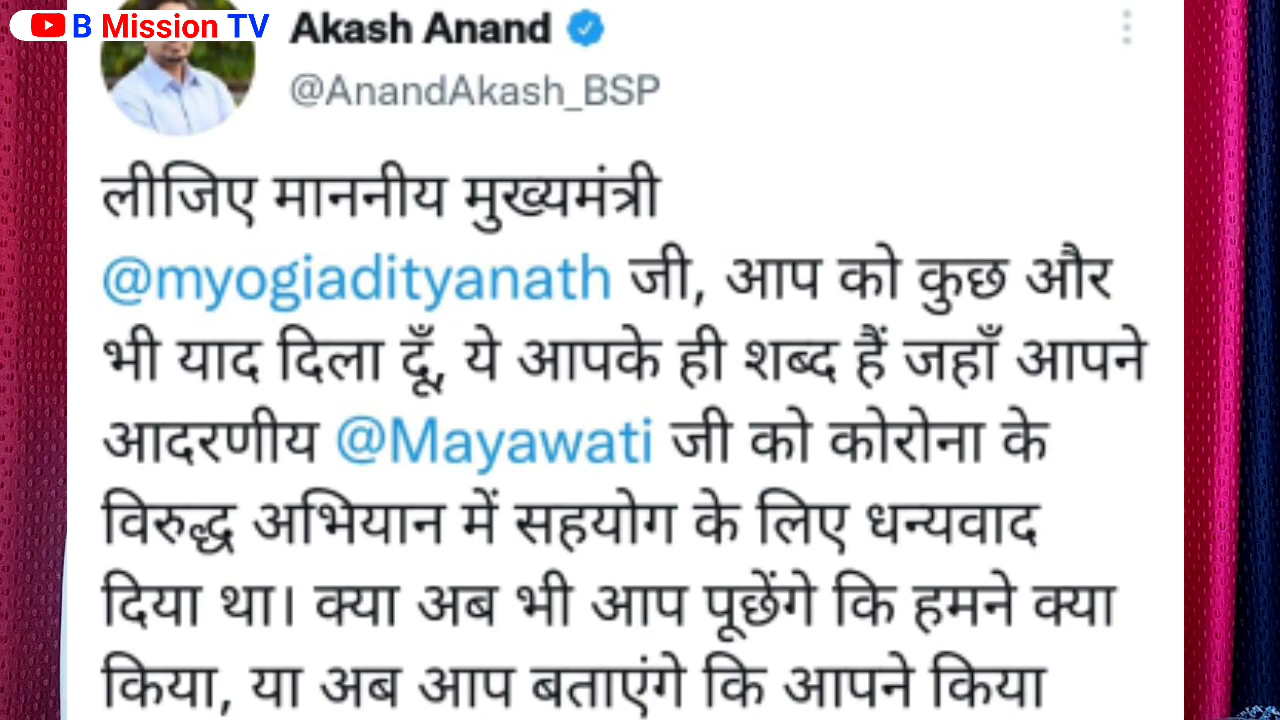 B Mission TV
Akash Anand
@AnandAkash_BSP
लीजिए माननीय मुख्यमंत्री
@myogiadityanath जी, आप को कुछ और
भी याद दिला दूँ, ये आपके ही शब्द हैं जहाँ आपने
आदरणीय @Mayawati जी को कोरोना के
विरुद्ध अभियान में सहयोग के लिए धन्यवाद
दिया था। क्या अब भी आप पूछेंगे कि हमने क्या
किया, या अब आप बताएंगे कि आपने किया